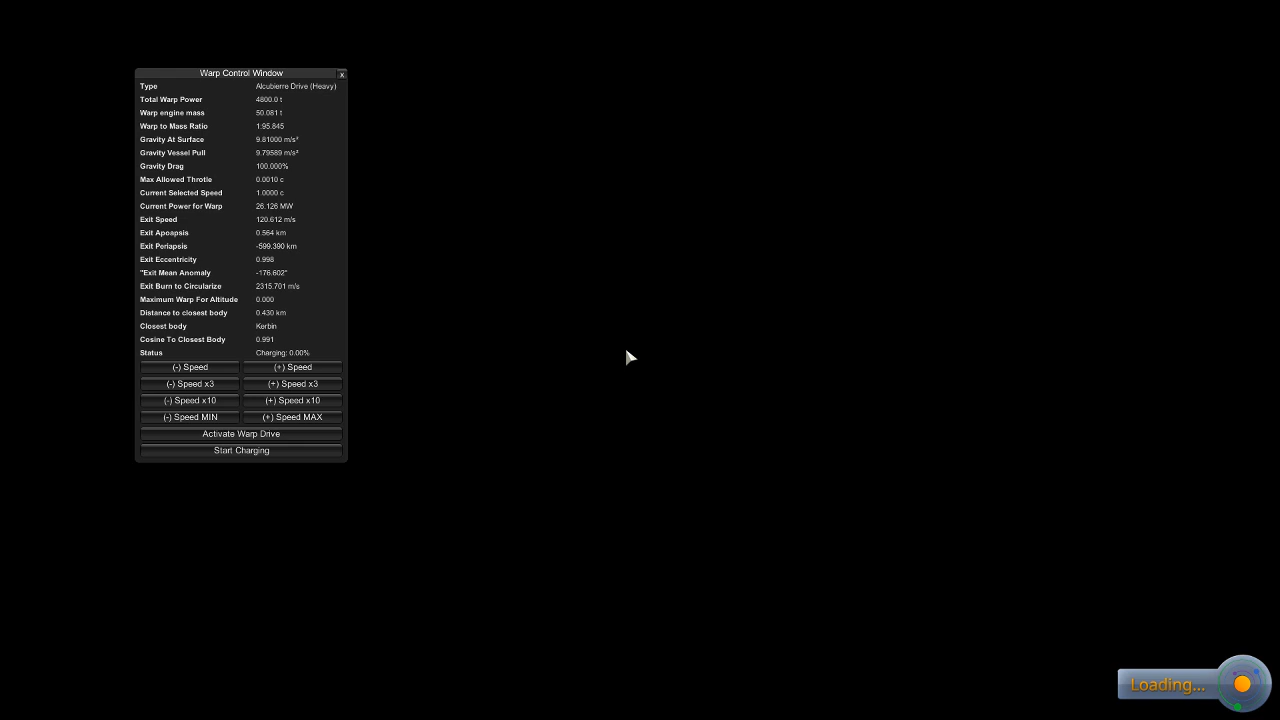 Warp Control Window
x
Type Alcubierre Drive (Heavy)
Total Warp Power 4800.0 t
Warp engine mass 50.081 t
Warp to Mass Ratio 1:95.845
Gravity At Surface 9.81000 m/s²
Gravity Vessel Pull 9.79589 m/s²
Gravity Drag 100.000%
Max Allowed Throtle 0.0010 c
Current Selected Speed 1.0000 c
Current Power for Warp 26.126 MW
Exit Speed 120.612 m/s
Exit Apoapsis 0.564 km
Exit Periapsis -599.390 km
Exit Eccentricity 0.998
"Exit Mean Anomaly -176.602°
Exit Burn to Circularize 2315.701 m/s
Maximum Warp For Altitude 0.000
Distance to closest body 0.430 km
Closest body Kerbin
Cosine To Closest Body 0.991
Status Charging: 0.00%
(-) Speed (+) Speed
(-) Speed x3 (+) Speed x3
(-) Speed x10 (+) Speed x10
(-) Speed MIN (+) Speed MAX
Activate Warp Drive
Start Charging
Loading...